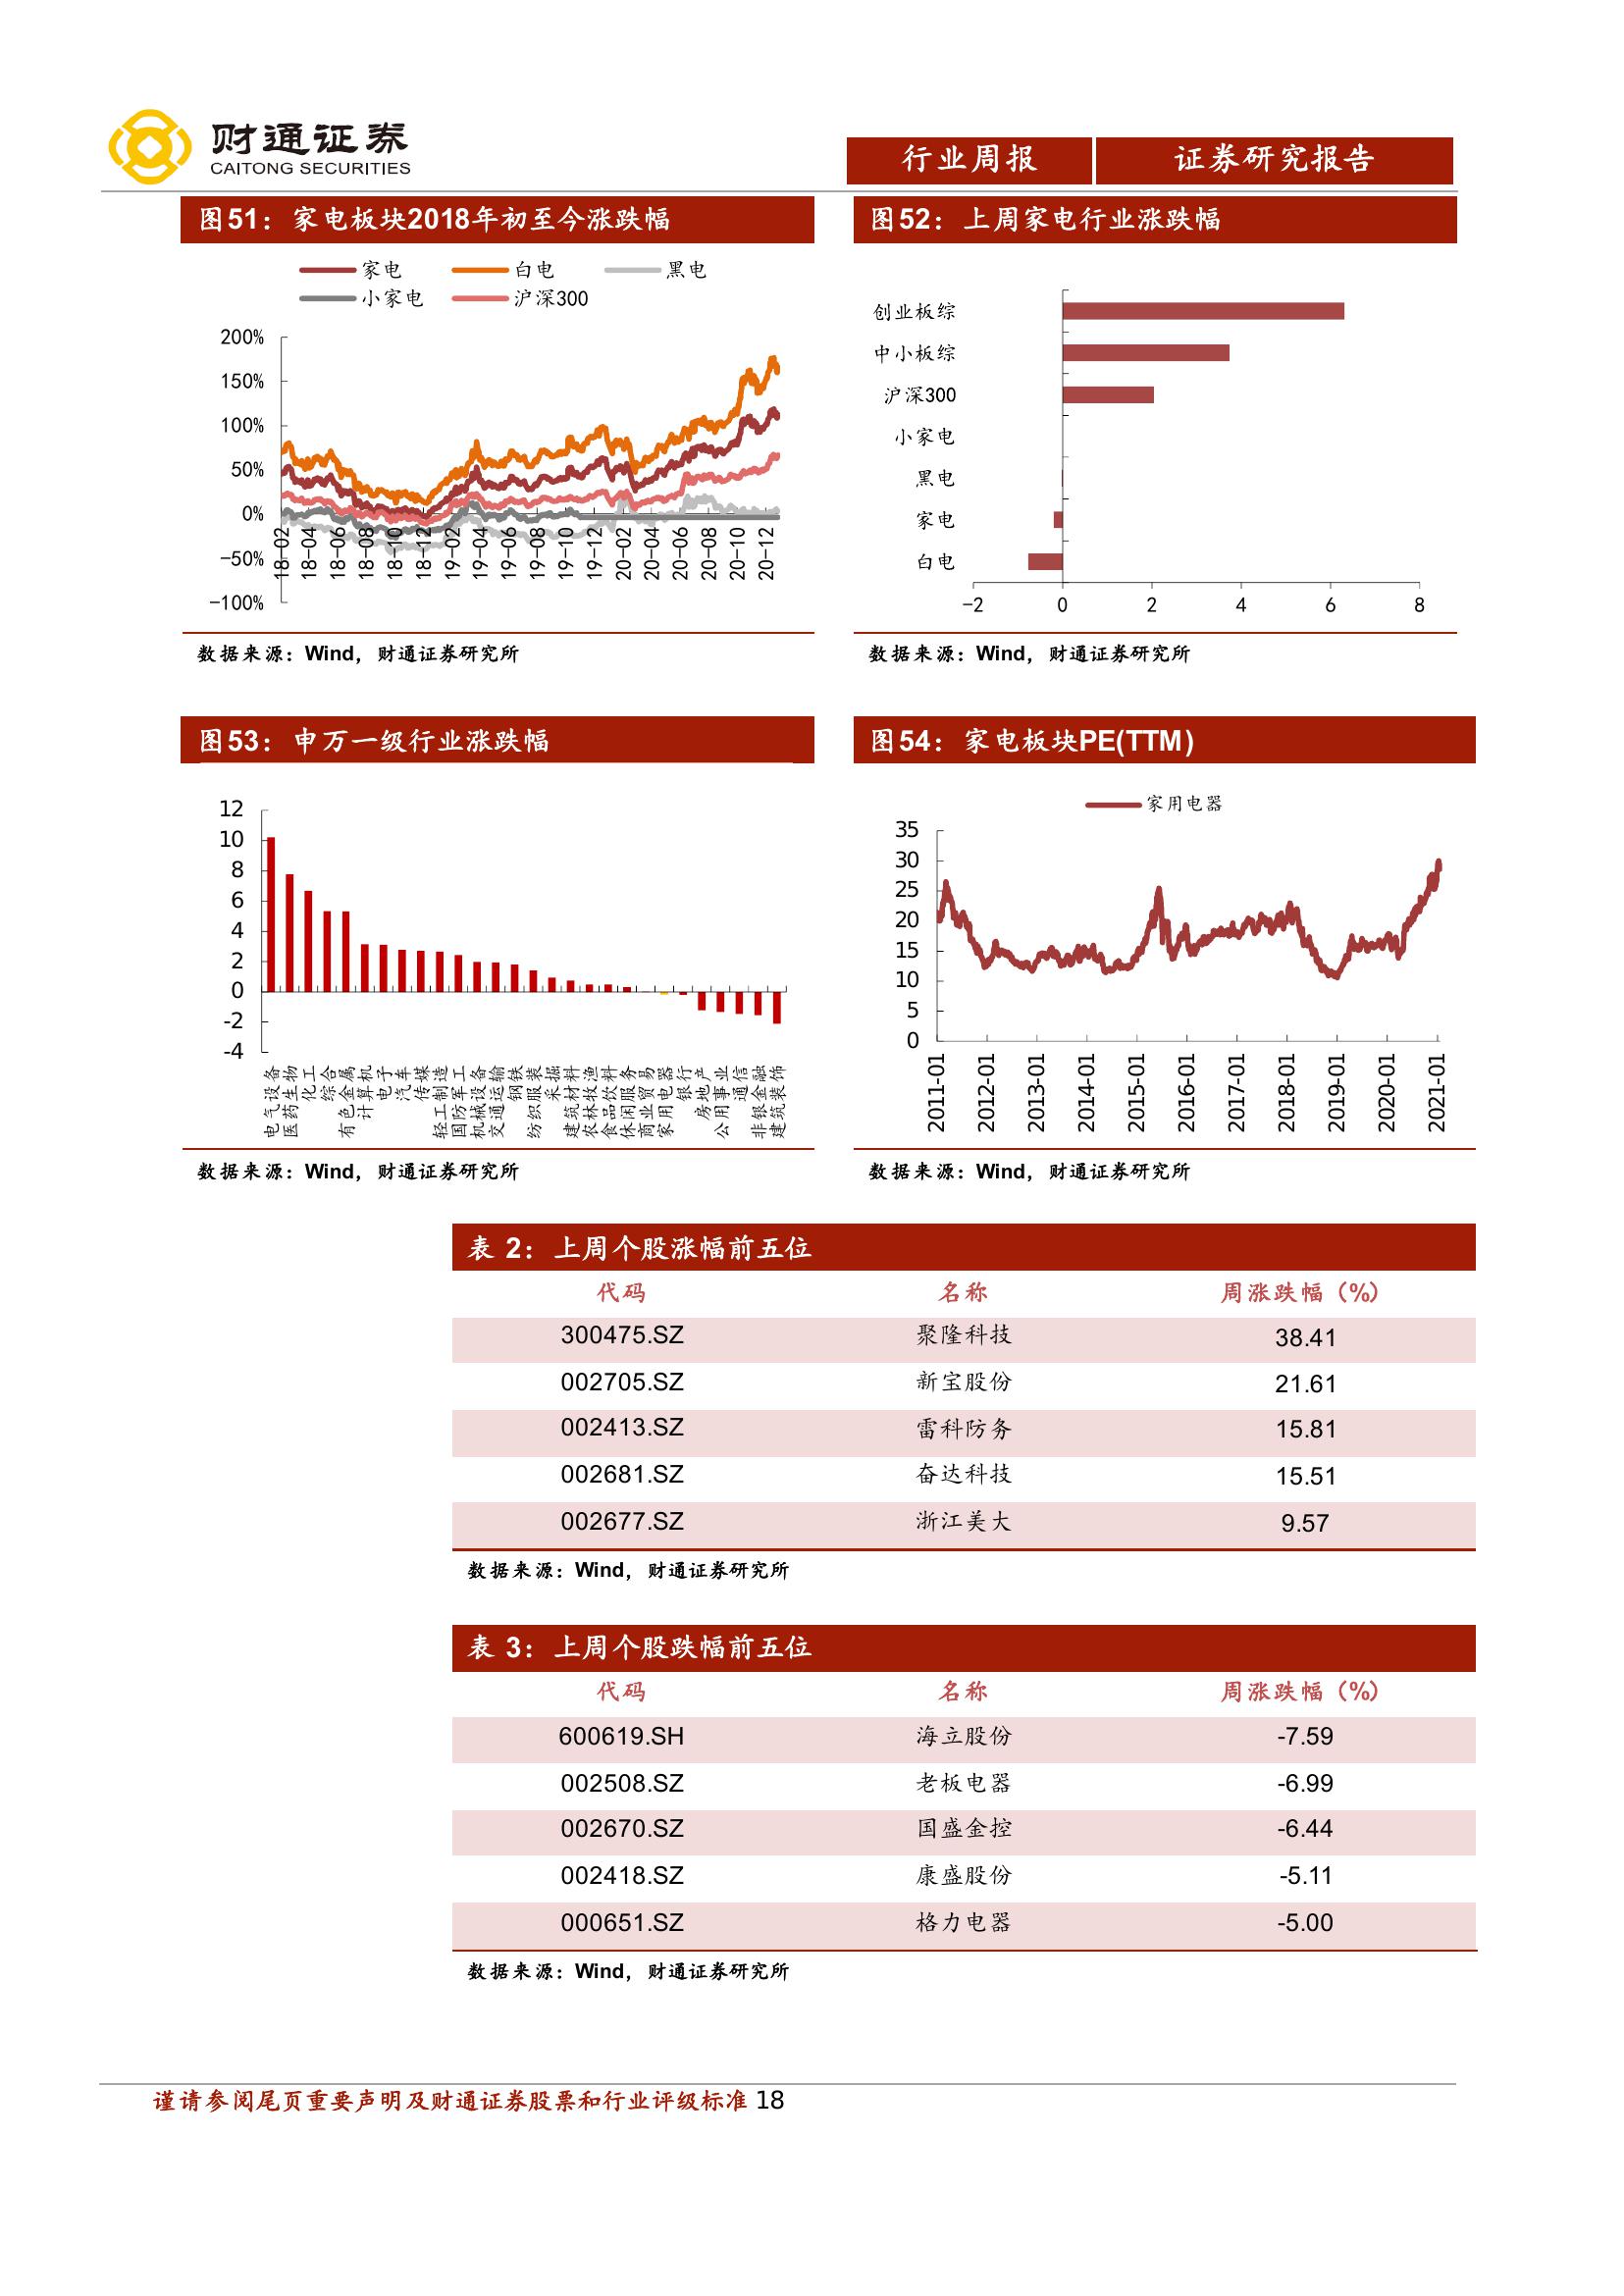 财通证券
CAITONG SECURITIES
行业周报
证券研究报告
图51：家电板块2018年初至今涨跌幅
家电 白电 黑电
小家电 沪深300
200%
150%
100%
50%
0%
-50%
-100%
18-02 18-04 18-06 18-08 18-10 18-12 19-02 19-04 19-06 19-08 19-10 19-12 20-02 20-04 20-06 20-08 20-10 20-12
数据来源：Wind，财通证券研究所
图52：上周家电行业涨跌幅
创业板综
中小板综
沪深300
小家电
黑电
家电
白电
-2 0 2 4 6 8
数据来源：Wind，财通证券研究所
图53：申万一级行业涨跌幅
12
10
8
6
4
2
0
-2
-4
电气设备 医药生物 化工 综合 有色金属 计算机 电子 汽车 传媒 轻工制造 国防军工 机械设备 交通运输 钢铁 纺织服装 采掘 建筑材料 农林牧渔 食品饮料 休闲服务 商业贸易 家用电器 银行 房地产 公用事业 通信 非银金融 建筑装饰
数据来源：Wind，财通证券研究所
图54：家电板块PE(TTM)
家用电器
35
30
25
20
15
10
5
0
2011-01 2012-01 2013-01 2014-01 2015-01 2016-01 2017-01 2018-01 2019-01 2020-01 2021-01
数据来源：Wind，财通证券研究所
表 2：上周个股涨幅前五位
代码 名称 周涨跌幅（%）
300475.SZ 聚隆科技 38.41
002705.SZ 新宝股份 21.61
002413.SZ 雷科防务 15.81
002681.SZ 奋达科技 15.51
002677.SZ 浙江美大 9.57
数据来源：Wind，财通证券研究所
表 3：上周个股跌幅前五位
代码 名称 周涨跌幅（%）
600619.SH 海立股份 -7.59
002508.SZ 老板电器 -6.99
002670.SZ 国盛金控 -6.44
002418.SZ 康盛股份 -5.11
000651.SZ 格力电器 -5.00
数据来源：Wind，财通证券研究所
谨请参阅尾页重要声明及财通证券股票和行业评级标准 18